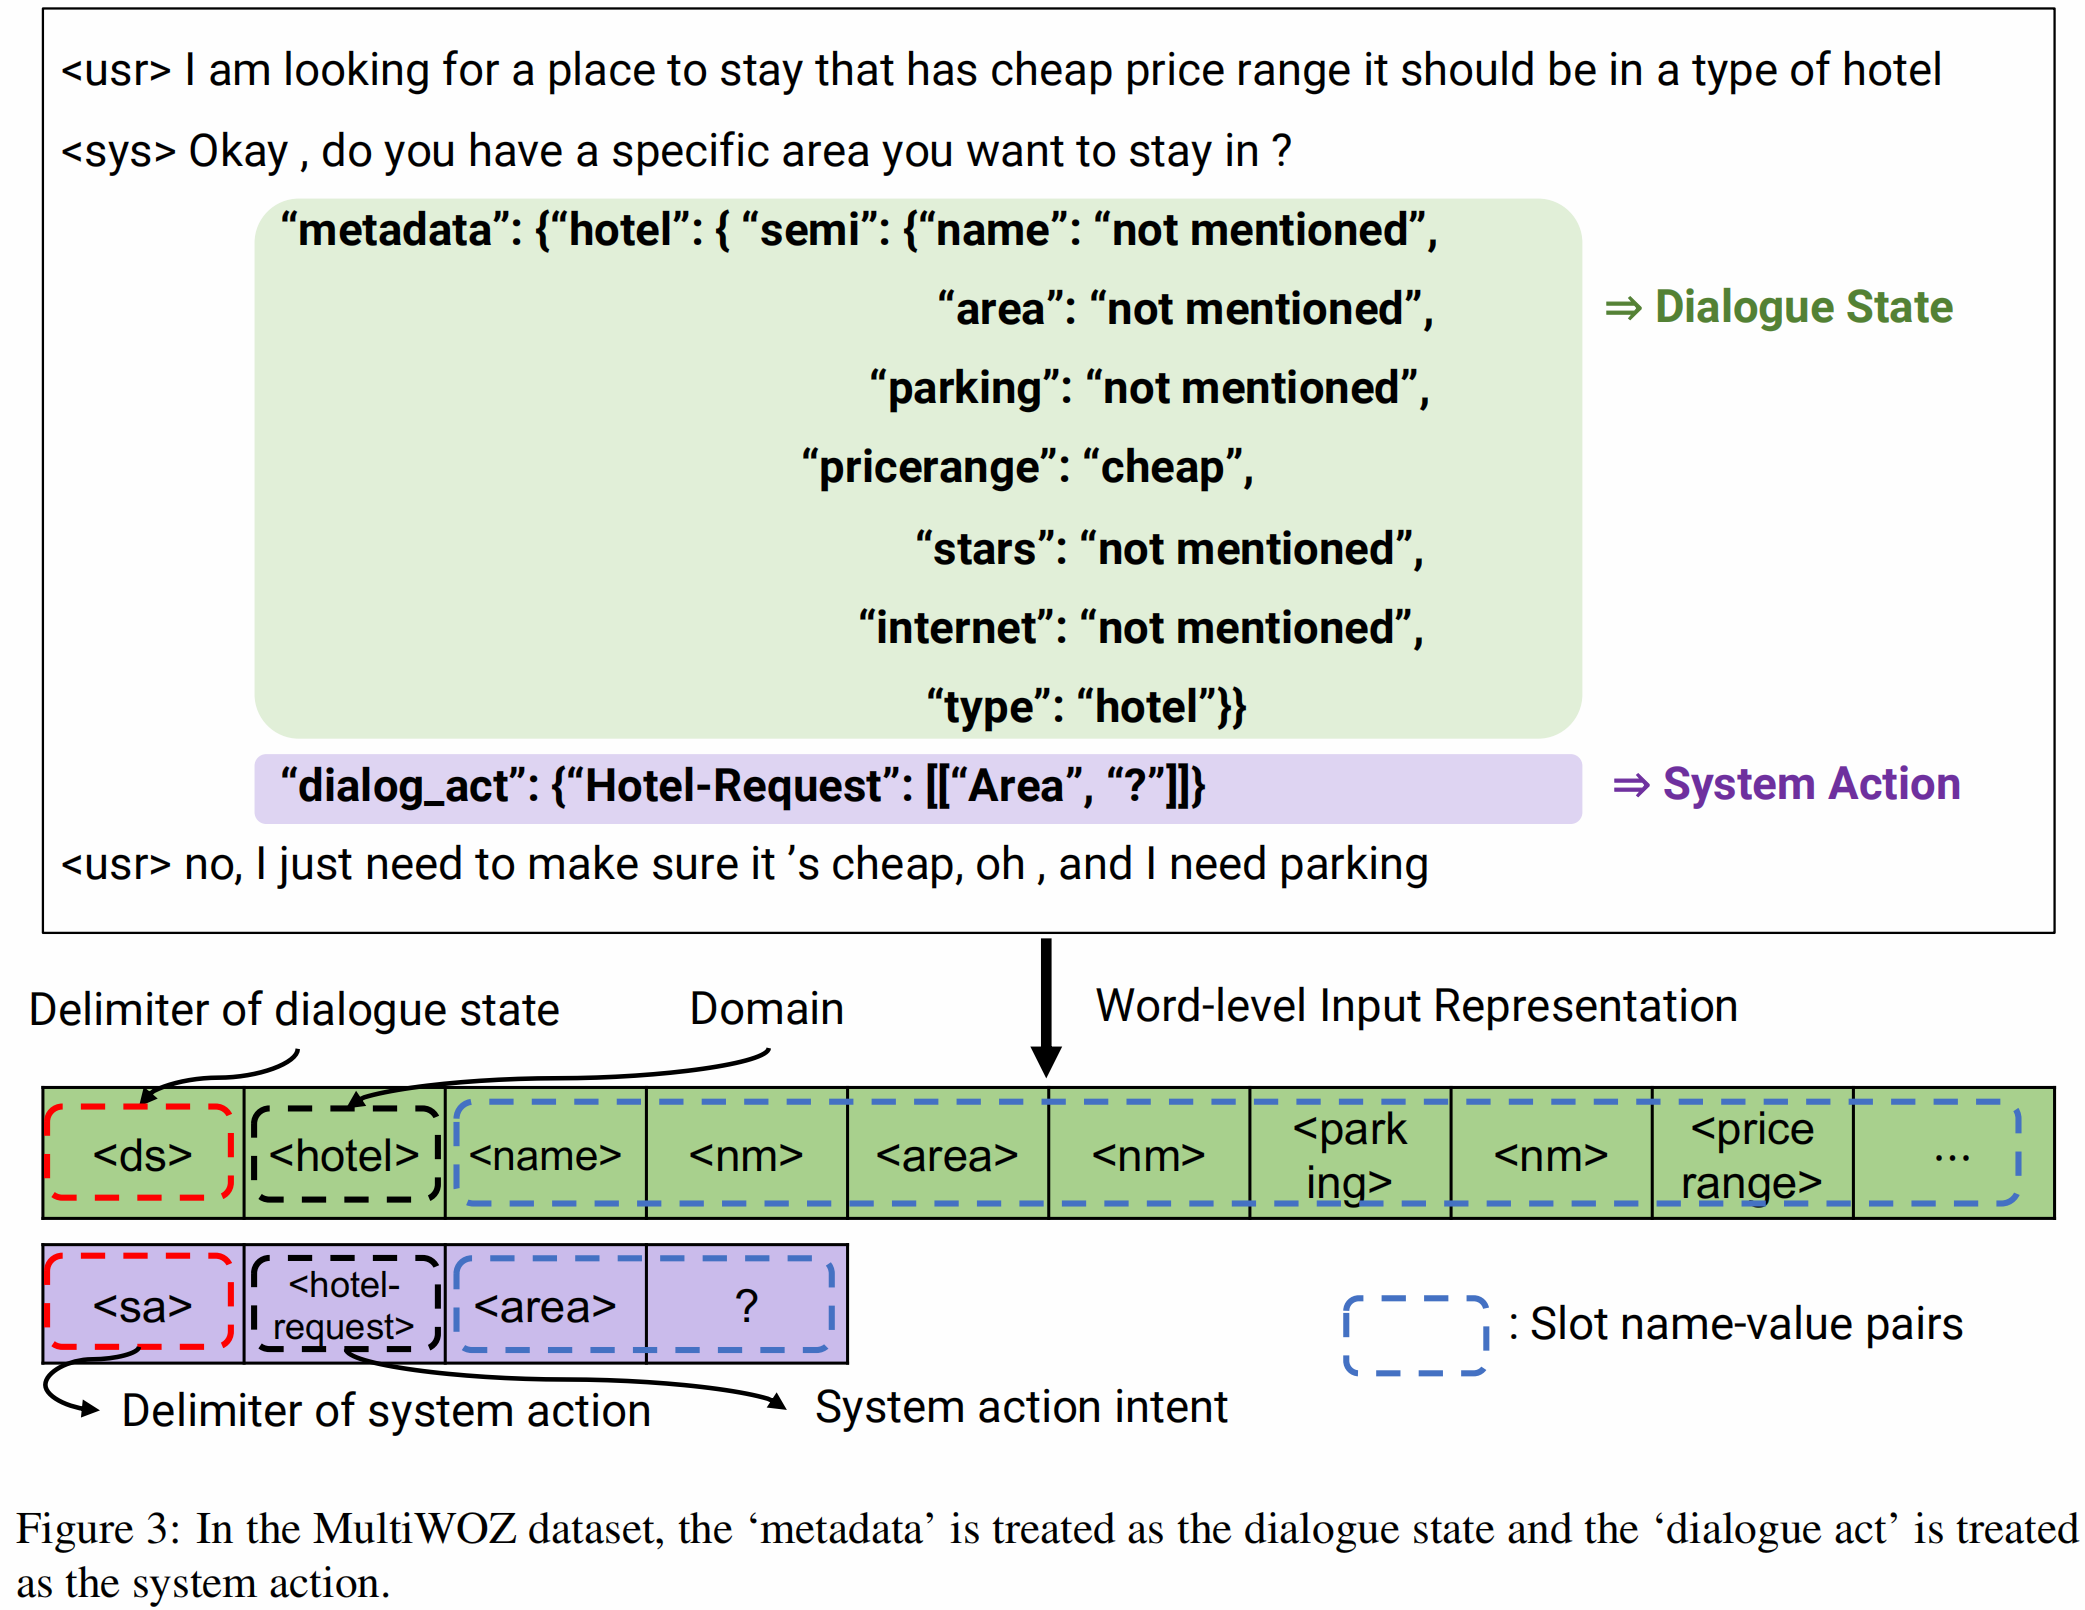 <usr> I am looking for a place to stay that has cheap price range it should be in a type of hotel
<sys> Okay , do you have a specific area you want to stay in ?
“metadata”: {“hotel”: { “semi”: {“name”: “not mentioned”,
“area”: “not mentioned”,
⇒ Dialogue State
“parking”: “not mentioned”,
“pricerange”: “cheap”,
“stars”: “not mentioned”,
“internet”: “not mentioned”,
“type”: “hotel”}}
“dialog_act”: {“Hotel-Request”: [[“Area”, “?”]]}
⇒ System Action
<usr> no, I just need to make sure it ’s cheap, oh , and I need parking
Delimiter of dialogue state
Domain
Word-level Input Representation
<ds>
<hotel>
<name>
<nm>
<area>
<nm>
<park
ing>
<nm>
<price
range>
...
<sa>
<hotel-
request>
<area>
?
: Slot name-value pairs
Delimiter of system action
System action intent
Figure 3: In the MultiWOZ dataset, the ‘metadata’ is treated as the dialogue state and the ‘dialogue act’ is treated
as the system action.